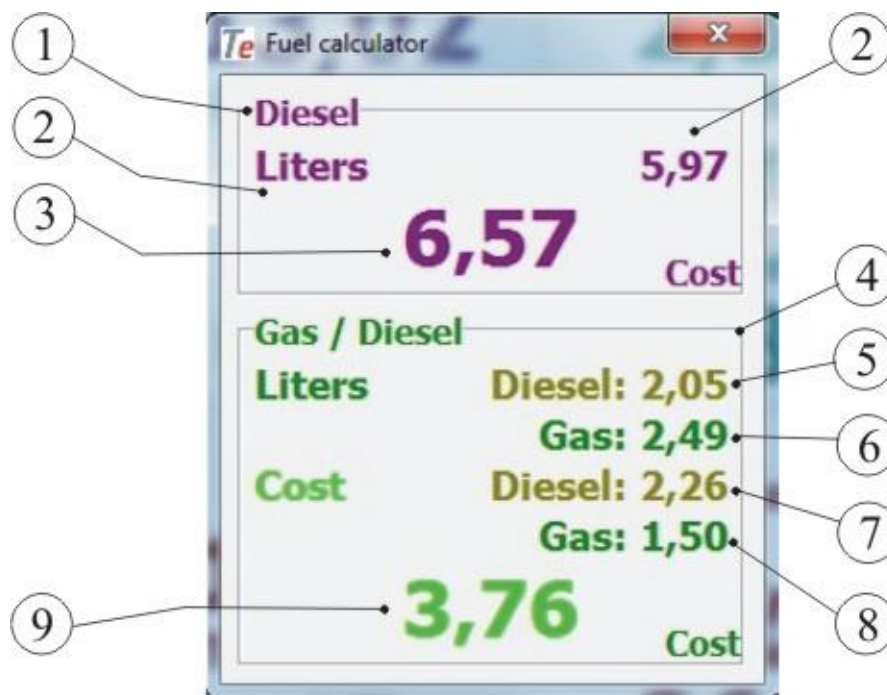 1
Te Fuel calculator
2
2
Diesel
Liters 5,97
3
6,57
Cost
4
Gas / Diesel
Liters Diesel: 2,05
5
Gas: 2,49
6
Cost Diesel: 2,26
7
Gas: 1,50
8
3,76
9
Cost